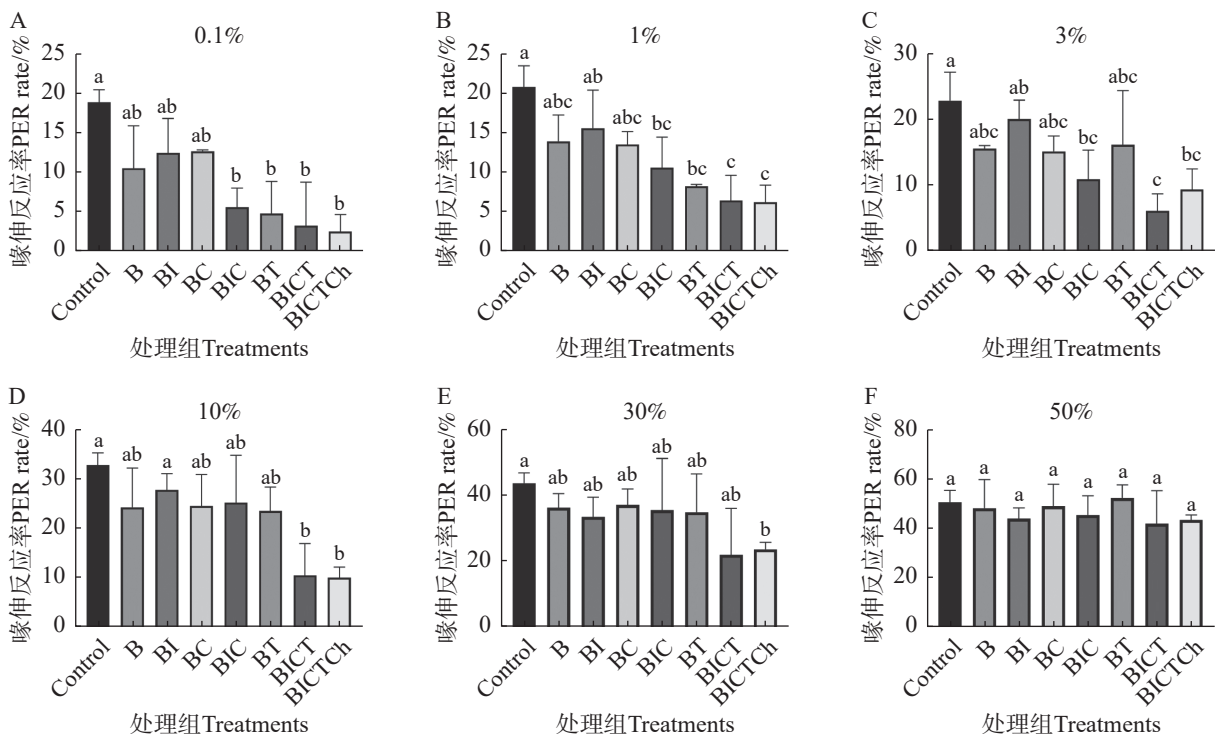 A
0.1%
喙伸反应率PER rate/%
25
20
15
10
5
0
a
ab
ab
ab
b
b
b
b
Control
B
BI
BC
BIC
BT
BICT
BICTCh
处理组Treatments
B
1%
喙伸反应率PER rate/%
25
20
15
10
5
0
a
abc
ab
abc
bc
bc
c
c
Control
B
BI
BC
BIC
BT
BICT
BICTCh
处理组Treatments
C
3%
喙伸反应率PER rate/%
30
20
10
0
a
abc
ab
abc
bc
abc
c
bc
Control
B
BI
BC
BIC
BT
BICT
BICTCh
处理组Treatments
D
10%
喙伸反应率PER rate/%
40
30
20
10
0
a
ab
a
ab
ab
ab
b
b
Control
B
BI
BC
BIC
BT
BICT
BICTCh
处理组Treatments
E
30%
喙伸反应率PER rate/%
60
40
20
0
a
ab
ab
ab
ab
ab
ab
b
Control
B
BI
BC
BIC
BT
BICT
BICTCh
处理组Treatments
F
50%
喙伸反应率PER rate/%
80
60
40
20
0
a
a
a
a
a
a
a
a
Control
B
BI
BC
BIC
BT
BICT
BICTCh
处理组Treatments